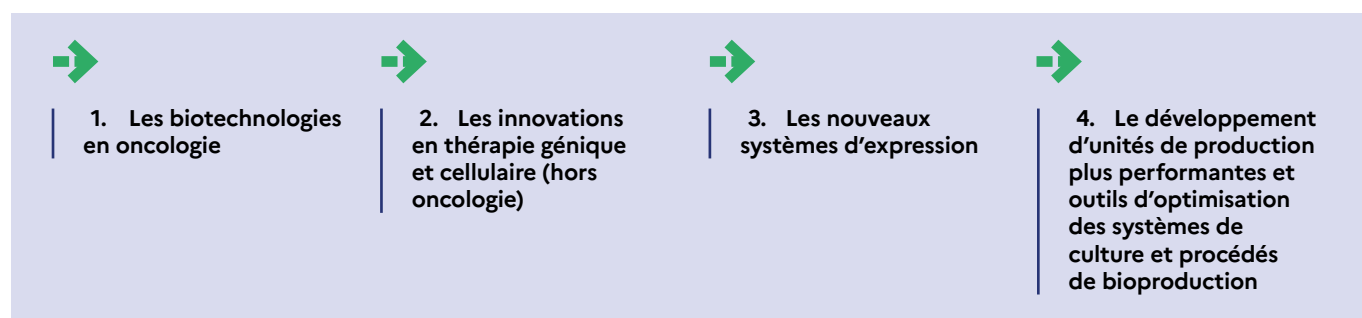 1. Les biotechnologies
en oncologie
2. Les innovations
en thérapie génique
et cellulaire (hors
oncologie)
3. Les nouveaux
systèmes d’expression
4. Le développement
d’unités de production
plus performantes et
outils d’optimisation
des systèmes de
culture et procédés
de bioproduction